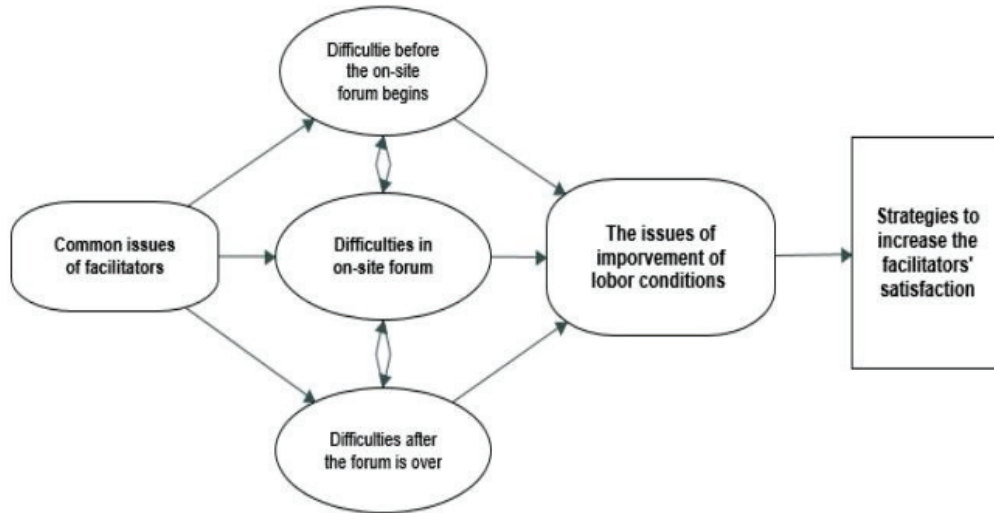 Difficultie before
the on-site
forum begins
Common issues
of facilitators
Difficulties in
on-site forum
The issues of
imporvement of
lobor conditions
Strategies to
increase the
facilitators'
satisfaction
Difficulties after
the forum is over